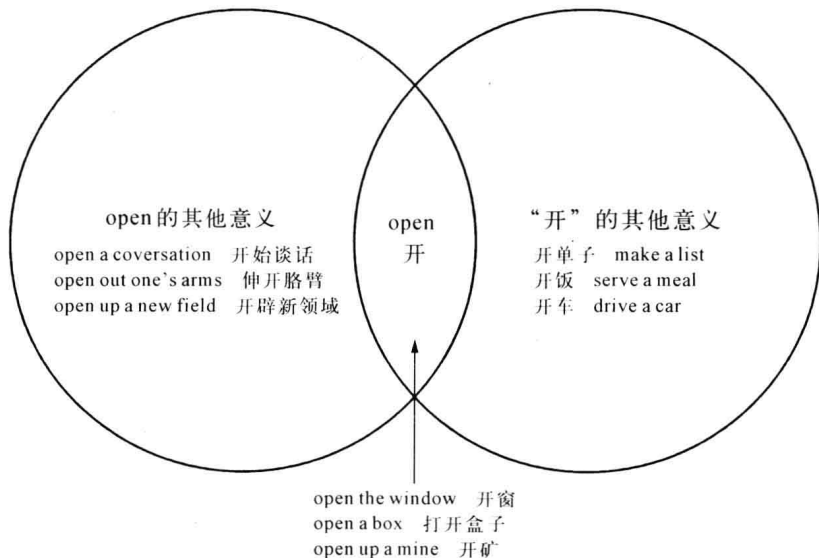 open的其他意义
open a coversation 开始谈话
open out one's arms 伸开胳臂
open up a new field 开辟新领域
open
开
“开”的其他意义
开单子 make a list
开饭 serve a meal
开车 drive a car
open the window 开窗
open a box 打开盒子
open up a mine 开矿